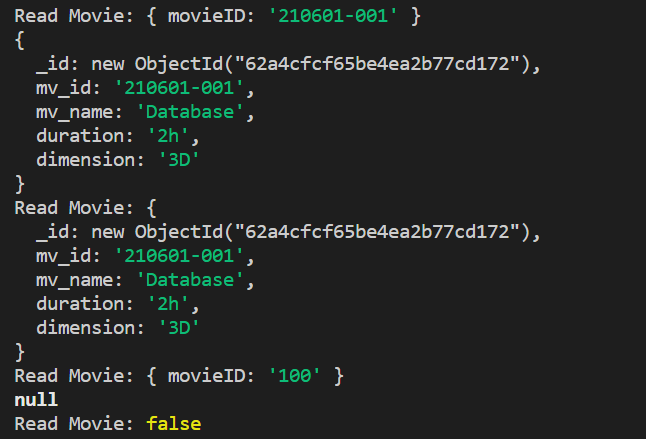 Read Movie: { movieID: '210601-001' }
{
  _id: new ObjectId("62a4cfcf65be4ea2b77cd172"),
  mv_id: '210601-001',
  mv_name: 'Database',
  duration: '2h',
  dimension: '3D'
}
Read Movie: {
  _id: new ObjectId("62a4cfcf65be4ea2b77cd172"),
  mv_id: '210601-001',
  mv_name: 'Database',
  duration: '2h',
  dimension: '3D'
}
Read Movie: { movieID: '100' }
null
Read Movie: false